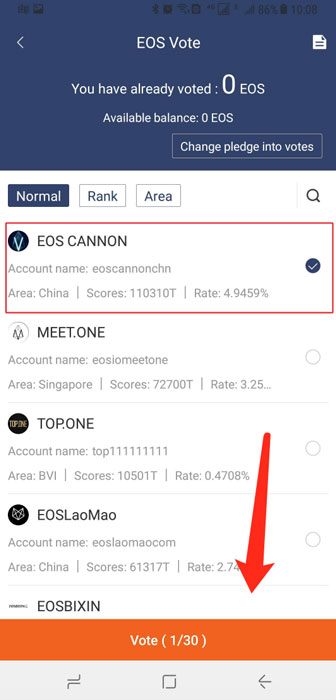 86% 10:08
EOS Vote
You have already voted : 0 EOS
Available balance: 0 EOS
Change pledge into votes
Normal Rank Area
EOS CANNON
Account name: eoscannonchn
Area: China | Scores: 110310T | Rate: 4.9459%
MEET.ONE
Account name: eosiomeetone
Area: Singapore | Scores: 72700T | Rate: 3.25...
TOP.ONE
TOP.ONE
Account name: top111111111
Area: BVI | Scores: 10501T | Rate: 0.4708%
EOSLaoMao
Account name: eoslaomaocom
Area: China | Scores: 61317T | Rate: 2.74
EOSBIXIN
Vote ( 1/30 )